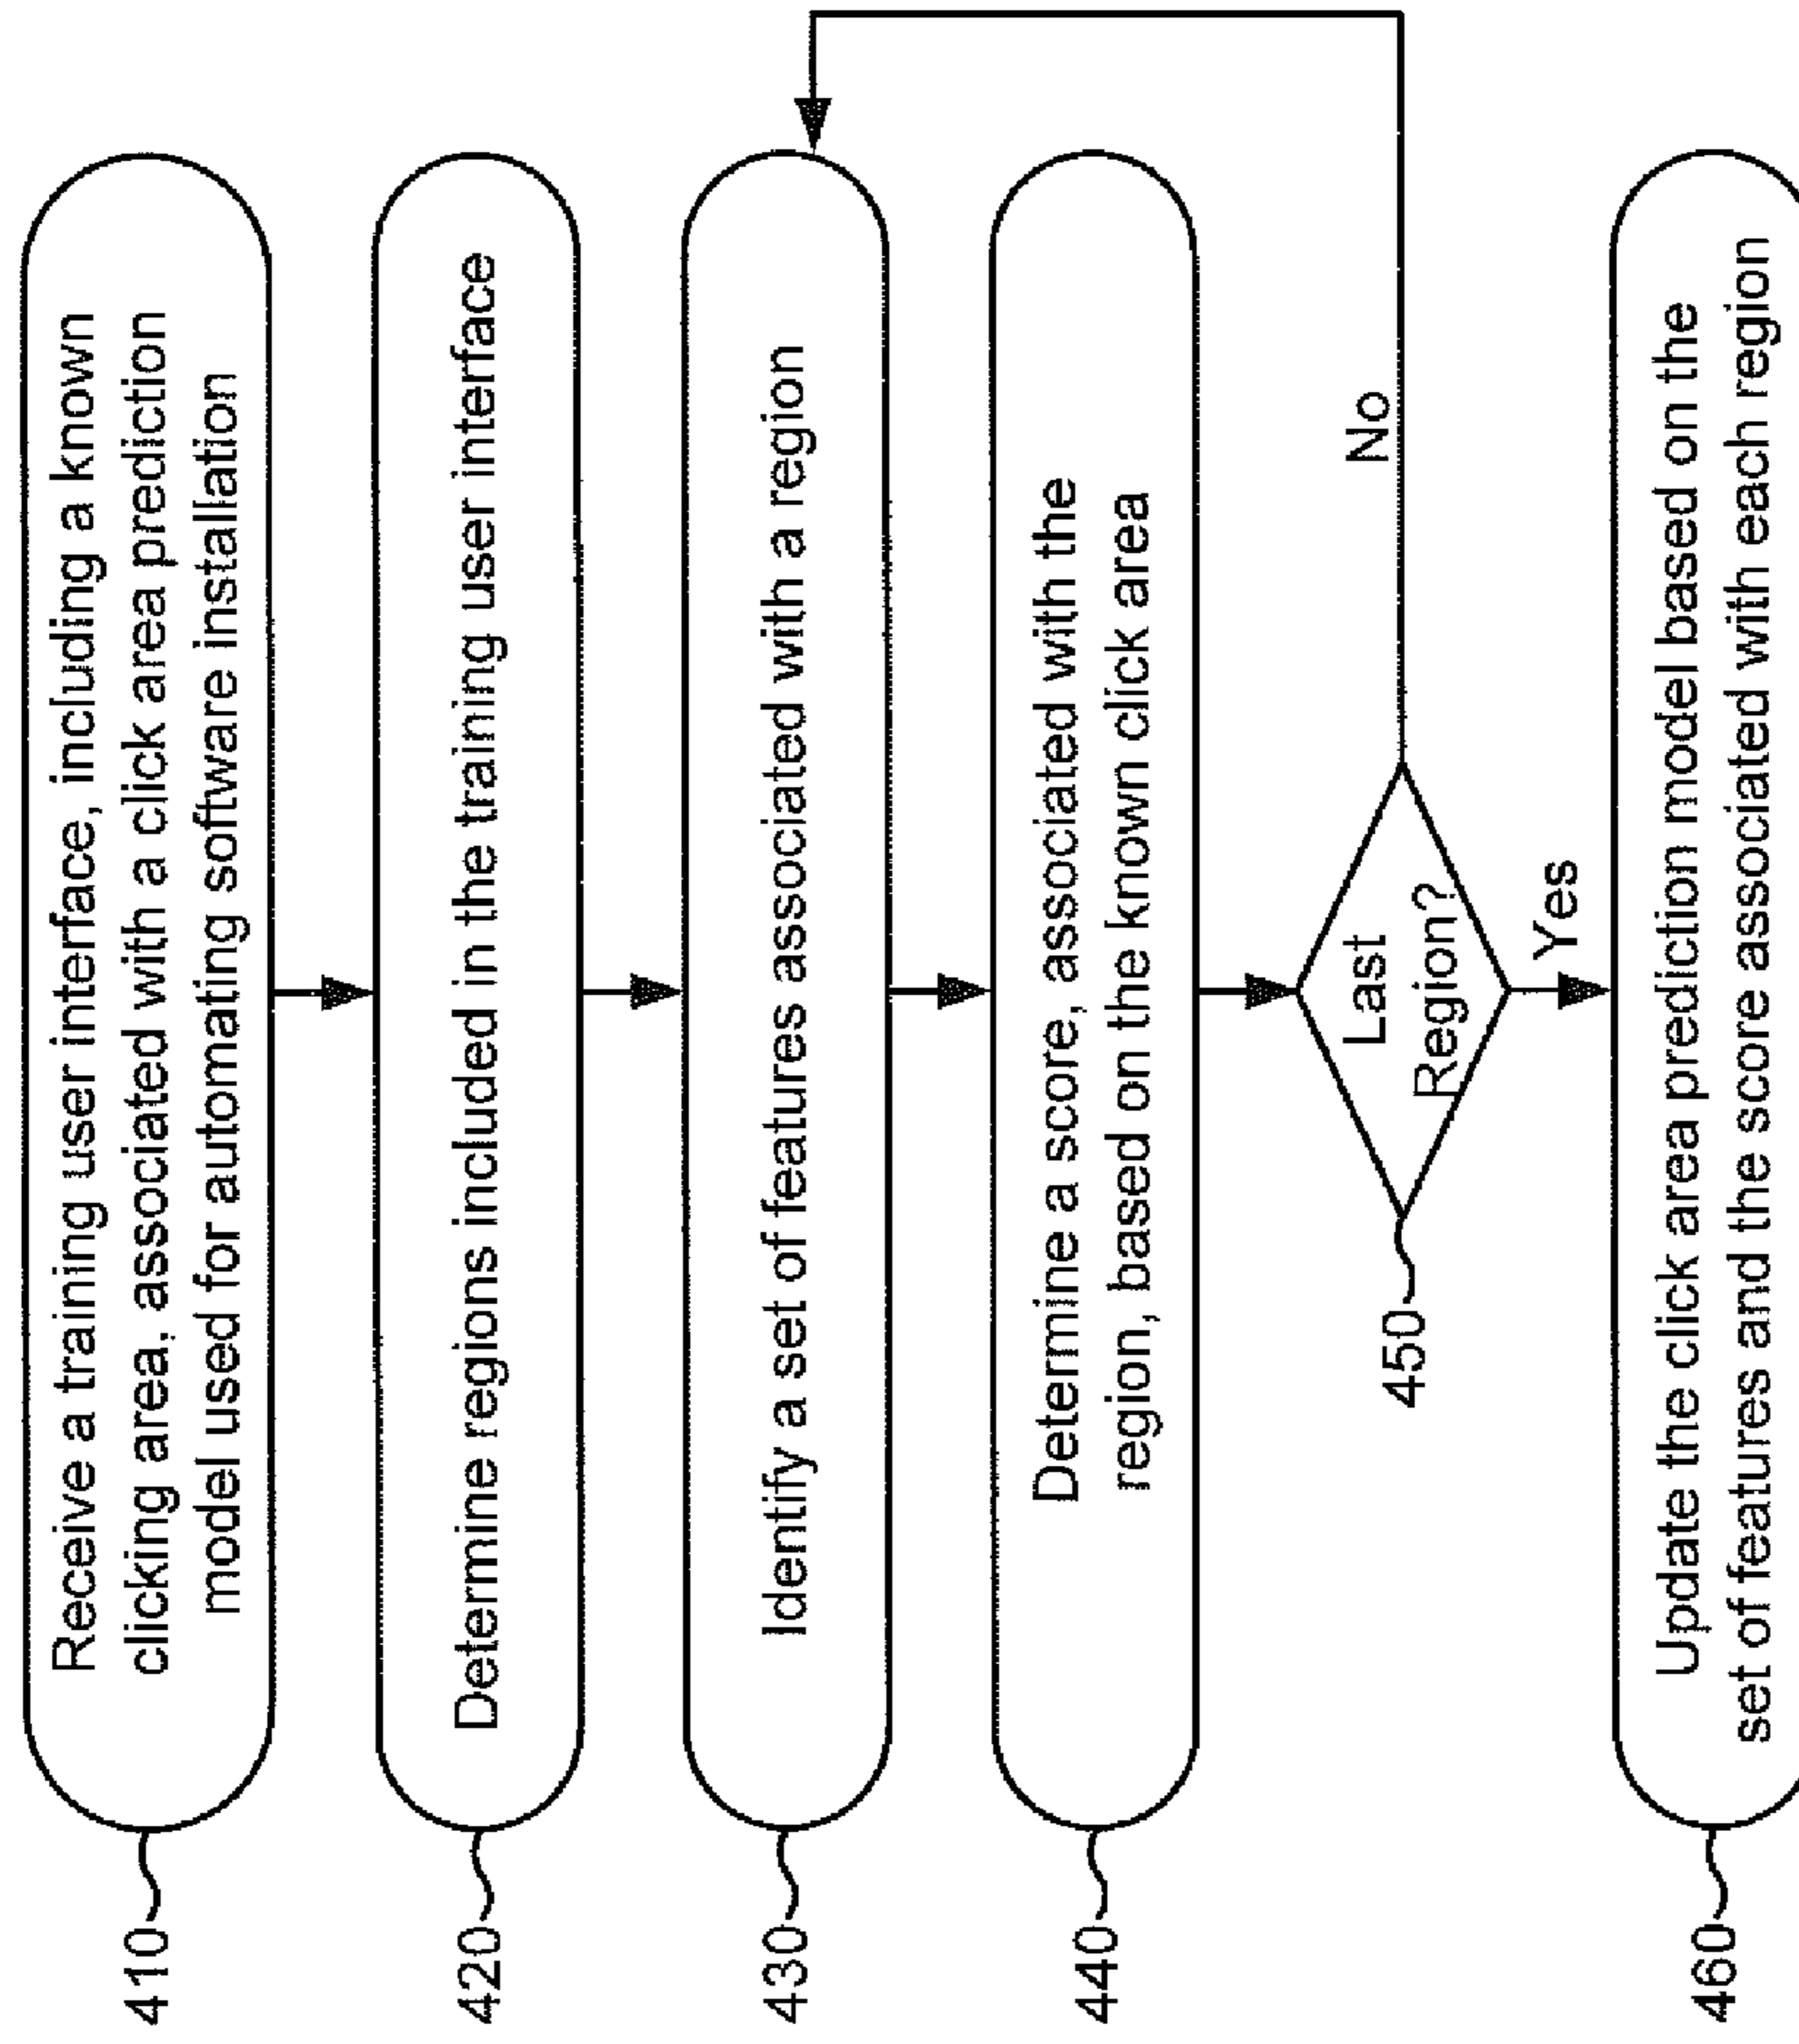 410
Receive a training user interface, including a known
clicking area, associated with a click area prediction
model used for automating software installation
420
Determine regions included in the training user interface
430
Identify a set of features associated with a region
440
Determine a score, associated with the
region, based on the known click area
450
Last
Region?
No
Yes
460
Update the click area prediction model based on the
set of features and the score associated with each region